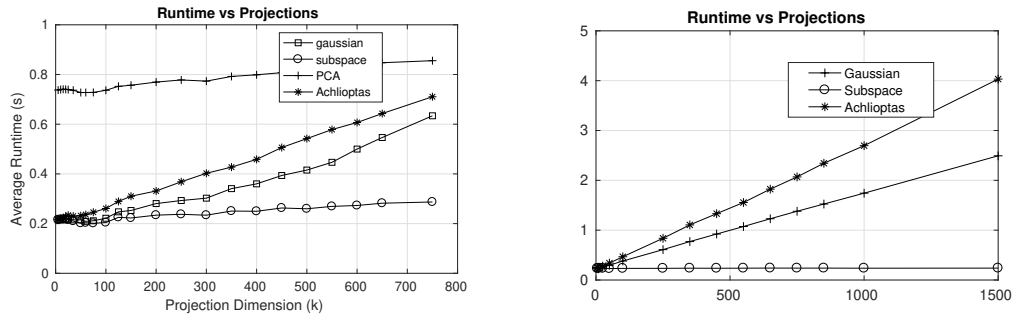 Runtime vs Projections
1
0.8
0.6
0.4
0.2
0
Average Runtime (s)
gaussian
subspace
PCA
Achlioptas
0 100 200 300 400 500 600 700 800
Projection Dimension (k)
Runtime vs Projections
5
4
3
2
1
0
Gaussian
Subspace
Achlioptas
0 500 1000 1500